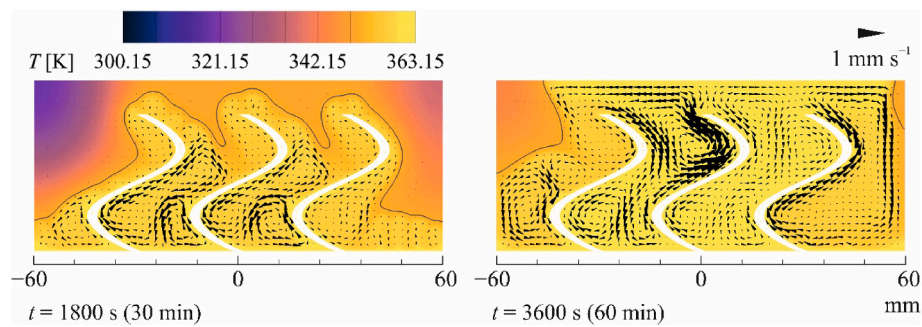 T [K] 300.15 321.15 342.15 363.15
1 mm s⁻¹
−60 0 60
−60 0 60
mm
t = 1800 s (30 min)
t = 3600 s (60 min)